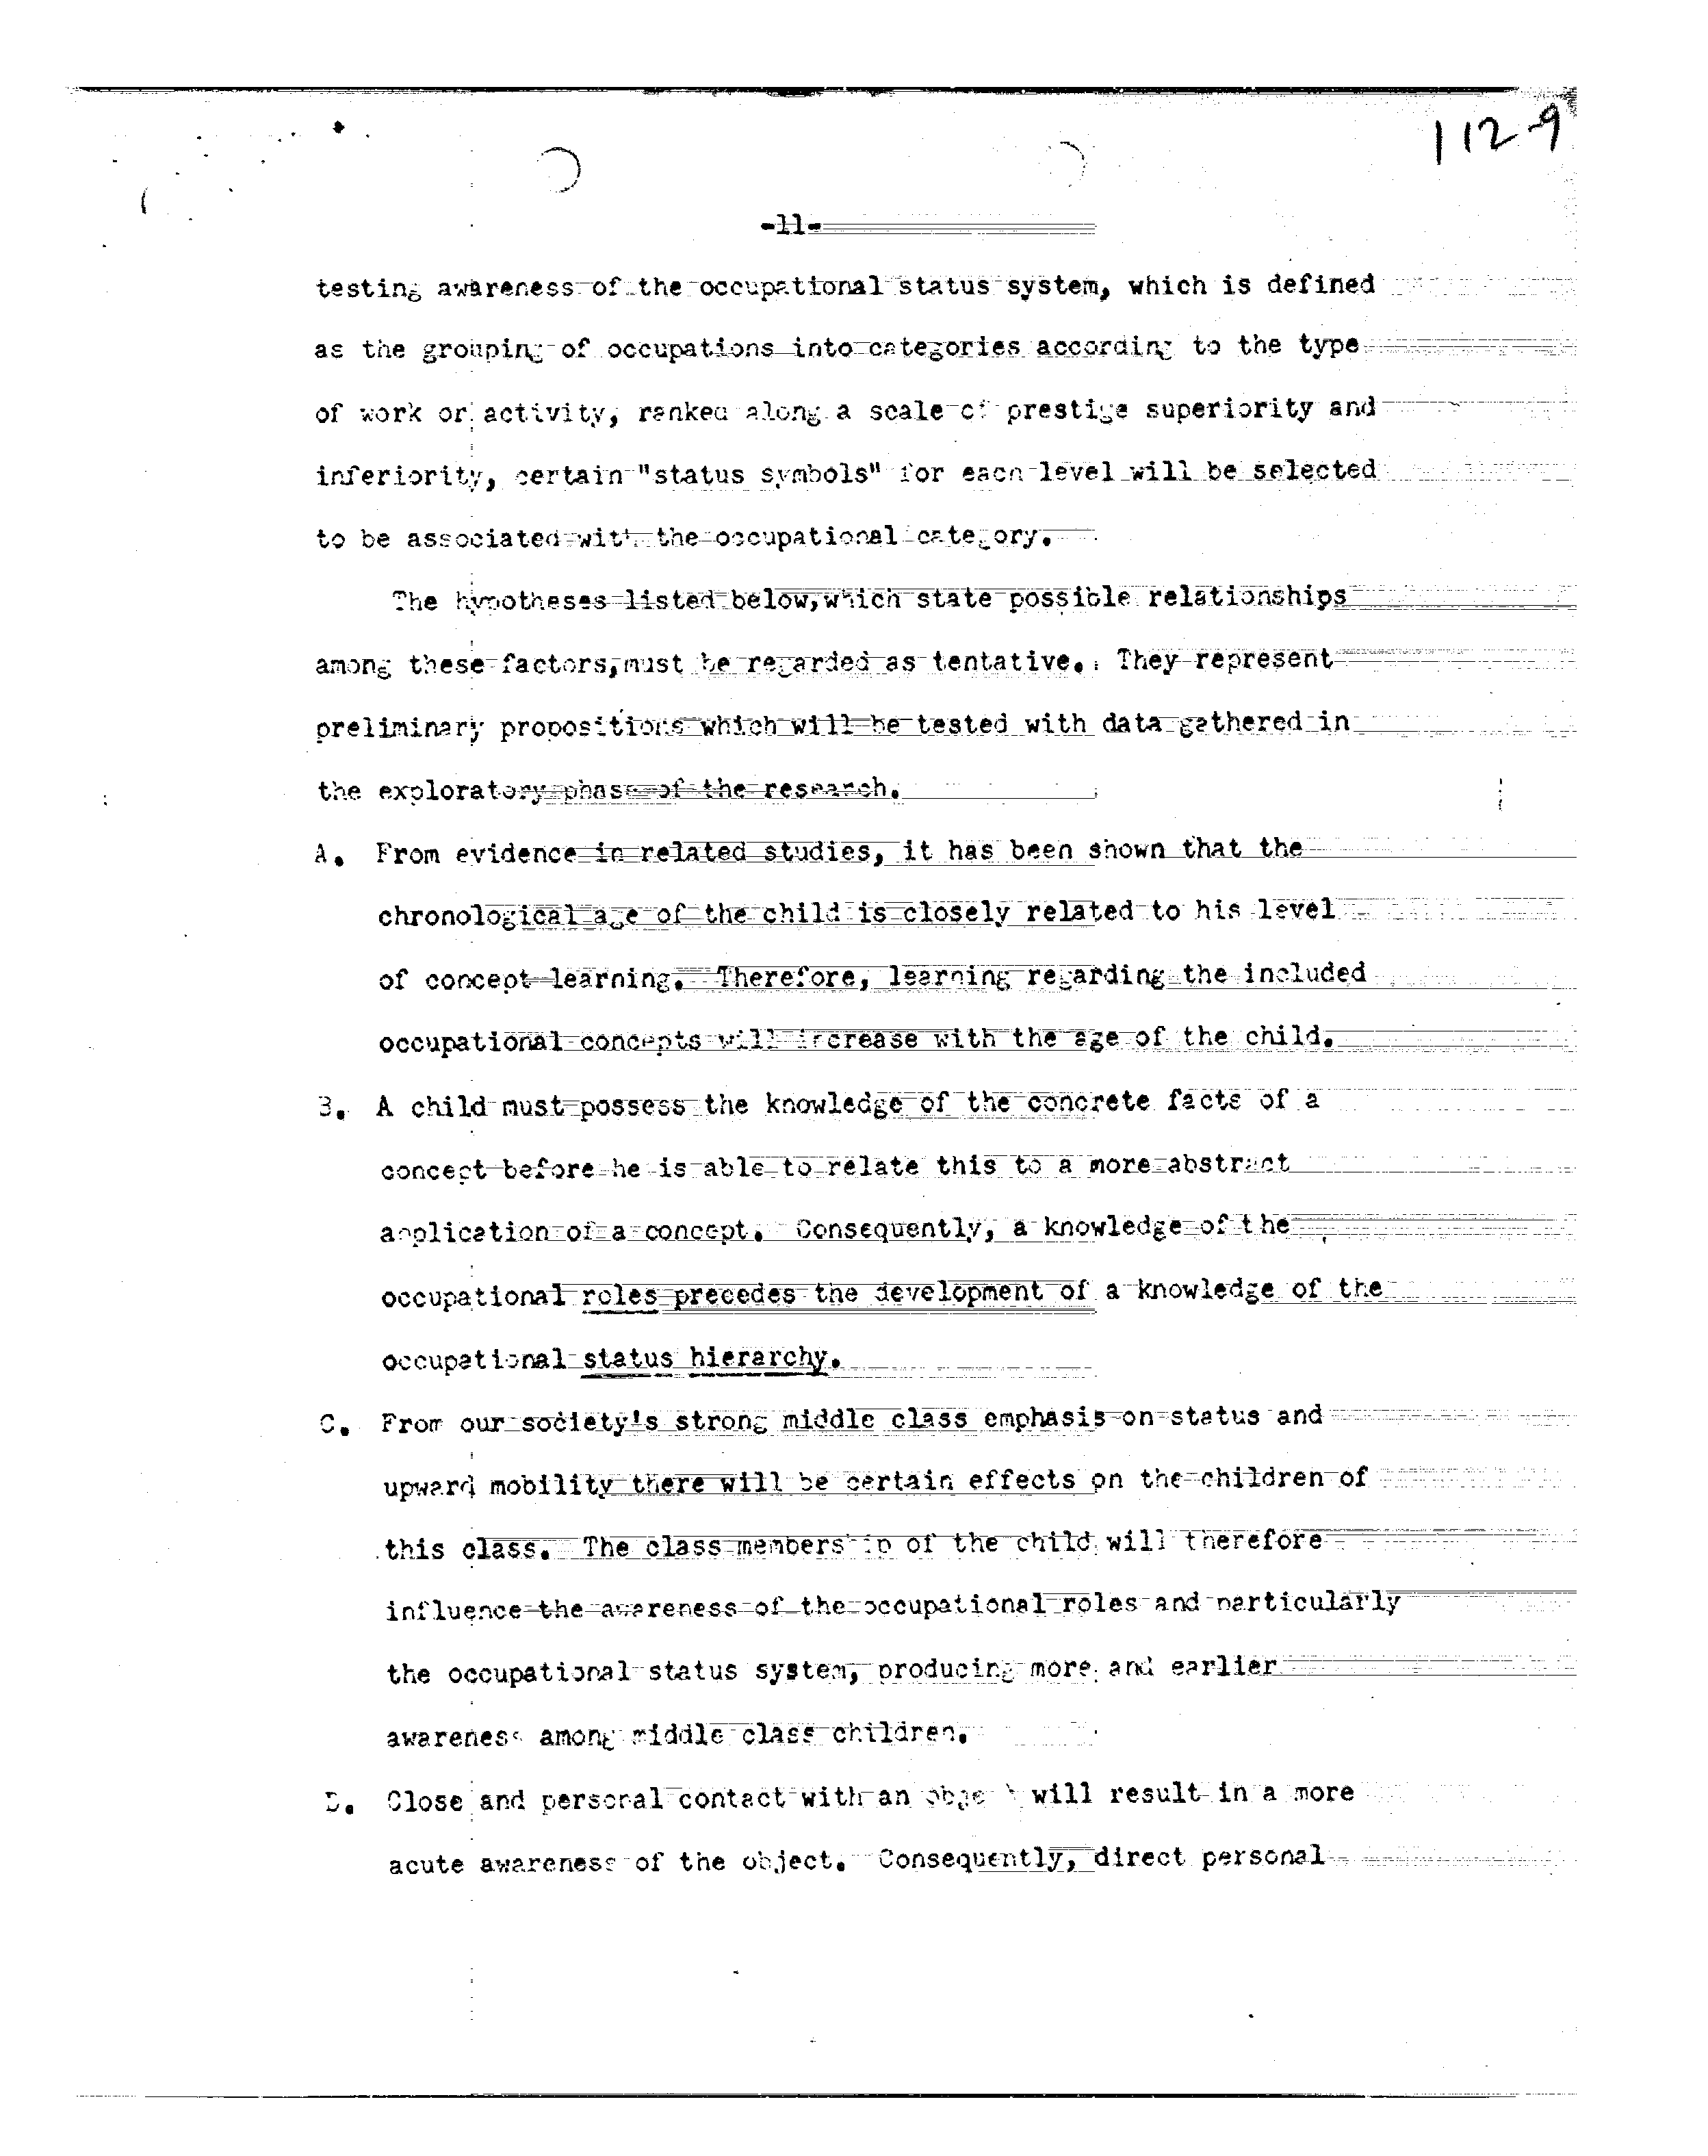 112-9
-11-
testing awareness of the occupational status system, which is defined
as the grouping of occupations into categories according to the type
of work or activity, ranked along a scale of prestige superiority and
inferiority, certain "status symbols" for each level will be selected
to be associated with the occupational category.
The hypotheses listed below,which state possible relationships
among these factors,must be regarded as tentative. They represent
preliminary propositions which will be tested with data gathered in
the exploratory phase of the research.
A. From evidence in related studies, it has been shown that the
chronological age of the child is closely related to his level
of concept learning. Therefore, learning regarding the included
occupational concepts will increase with the age of the child.
B. A child must possess the knowledge of the concrete facts of a
concept before he is able to relate this to a more abstract
application of a concept. Consequently, a knowledge of the
occupational roles precedes the development of a knowledge of the
occupational status hierarchy.
C. From our society's strong middle class emphasis on status and
upward mobility there will be certain effects on the children of
this class. The class membership of the child will therefore
influence the awareness of the occupational roles and particularly
the occupational status system, producing more and earlier
awareness among middle class children.
D. Close and personal contact with an object will result in a more
acute awareness of the object. Consequently, direct personal